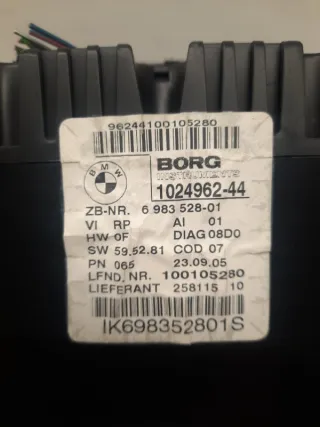 96244100105280
BMW
BORG
INSTRUMENTS
1024962-44
ZB-NR. 6 983 528-01
VI RP AI 01
HW 0F DIAG 08D0
SW 59.52.81 COD 07
PN 065 23.09.05
LFND. NR. 100105280
LIEFERANT 258115 10
IK698352801S